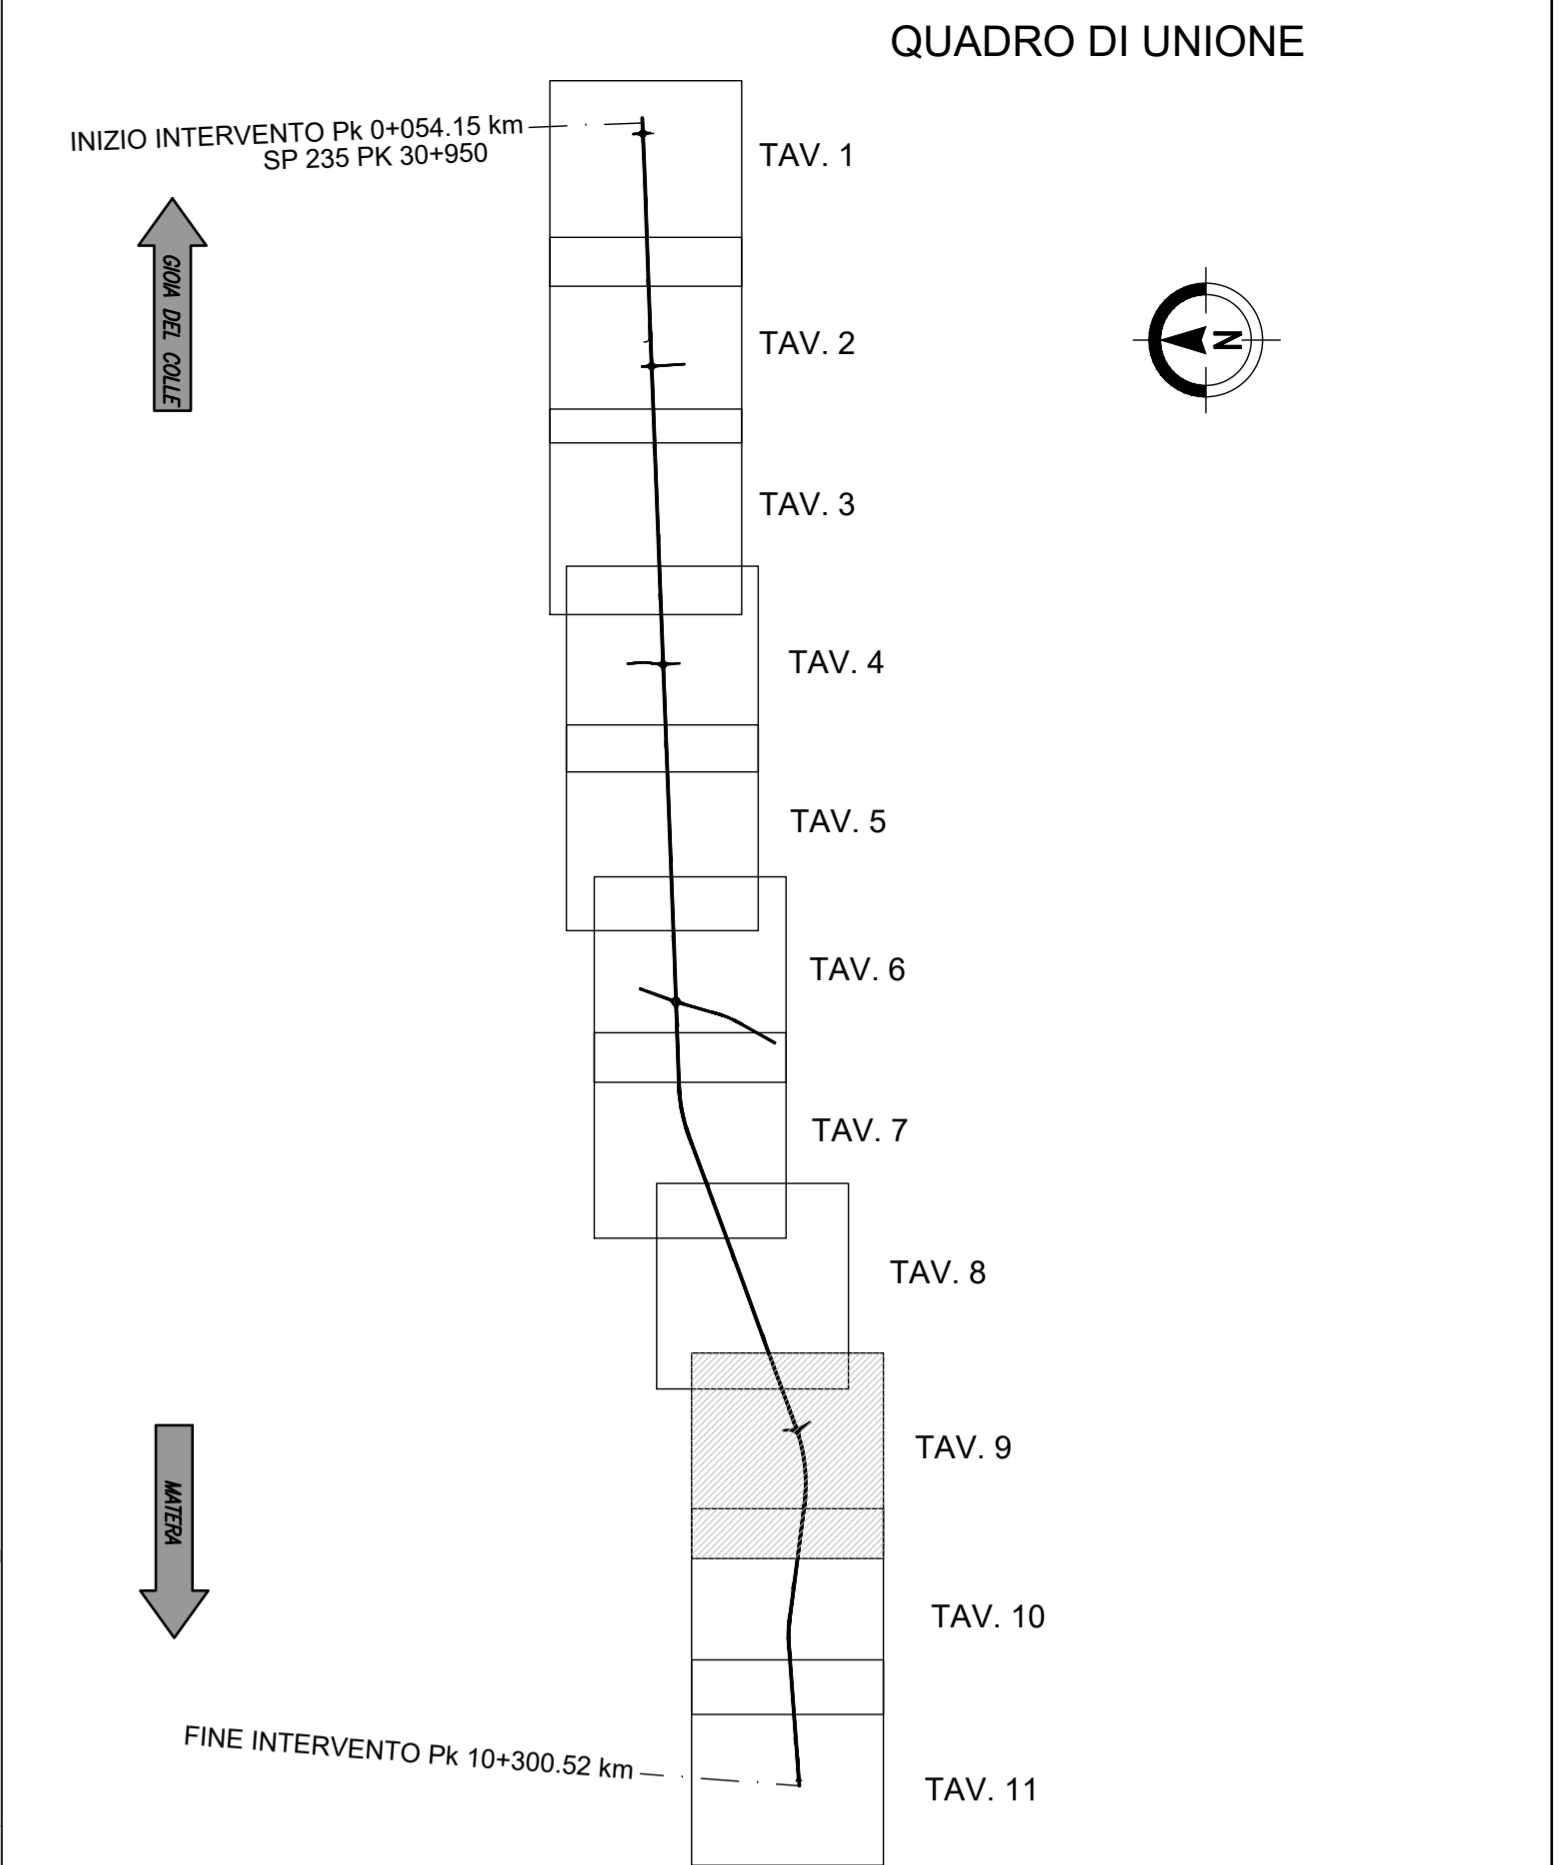 QUADRO DI UNIONE
INIZIO INTERVENTO Pk 0+054.15 km
SP 235 PK 30+950
TAV. 1
GIOIA DEL COLLE
TAV. 2
N
TAV. 3
TAV. 4
TAV. 5
TAV. 6
TAV. 7
TAV. 8
TAV. 9
MATERA
TAV. 10
FINE INTERVENTO Pk 10+300.52 km
TAV. 11